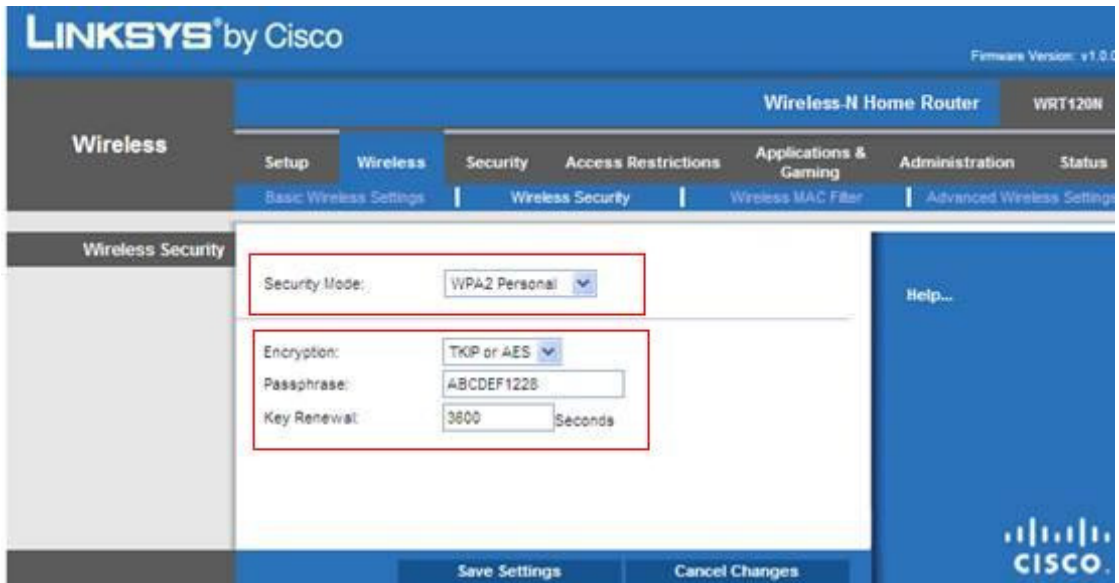 LINKSYS® by Cisco
Firmware Version: v1.0.0
Wireless-N Home Router WRT120N
Wireless
Setup Wireless Security Access Restrictions Applications & Gaming Administration Status
Basic Wireless Settings Wireless Security Wireless MAC Filter Advanced Wireless Settings
Wireless Security
Security Mode: WPA2 Personal
Help...
Encryption: TKIP or AES
Passphrase: ABCDEF1228
Key Renewal: 3600 Seconds
Save Settings Cancel Changes
CISCO.